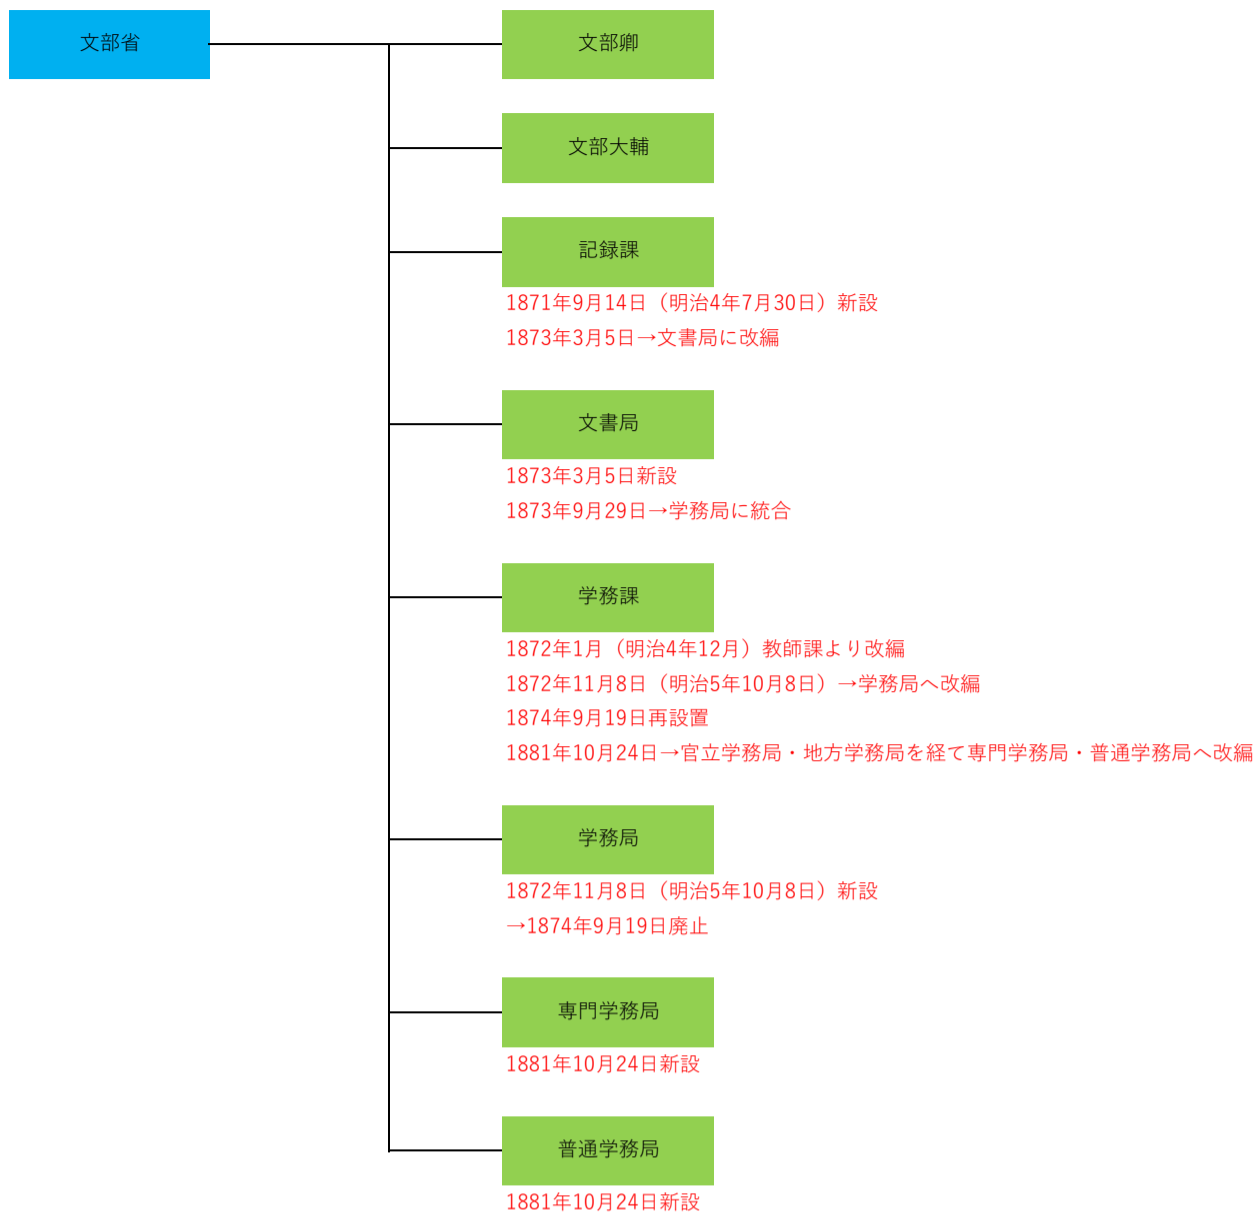 文部省
文部卿
文部大輔
記録課
1871年9月14日（明治4年7月30日）新設
1873年3月5日→文書局に改編
文書局
1873年3月5日新設
1873年9月29日→学務局に統合
学務課
1872年1月（明治4年12月）教師課より改編
1872年11月8日（明治5年10月8日）→学務局へ改編
1874年9月19日再設置
1881年10月24日→官立学務局・地方学務局を経て専門学務局・普通学務局へ改編
学務局
1872年11月8日（明治5年10月8日）新設
→1874年9月19日廃止
専門学務局
1881年10月24日新設
普通学務局
1881年10月24日新設